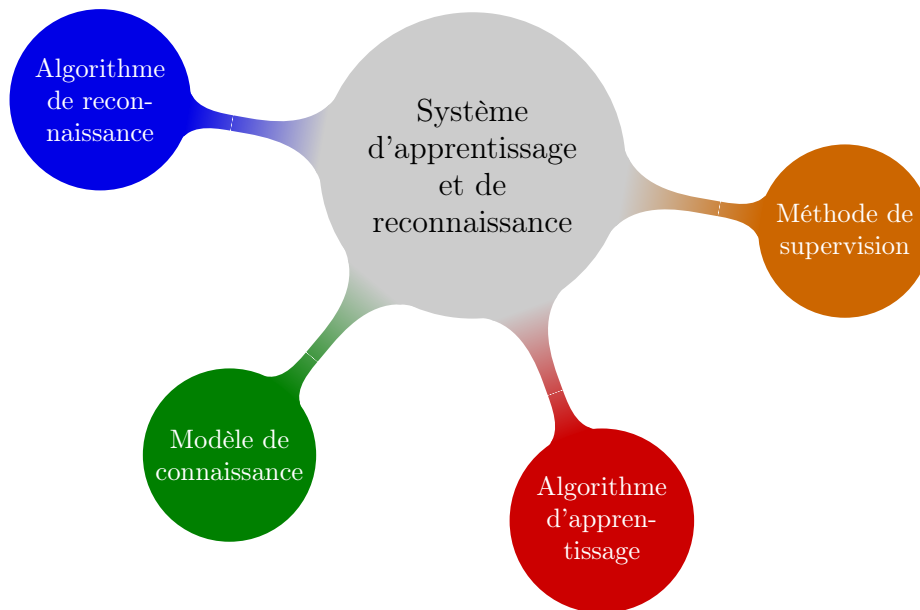 Algorithme
de recon-
naissance
Système
d'apprentissage
et de
reconnaissance
Méthode de
supervision
Modèle de
connaissance
Algorithme
d'appren-
tissage